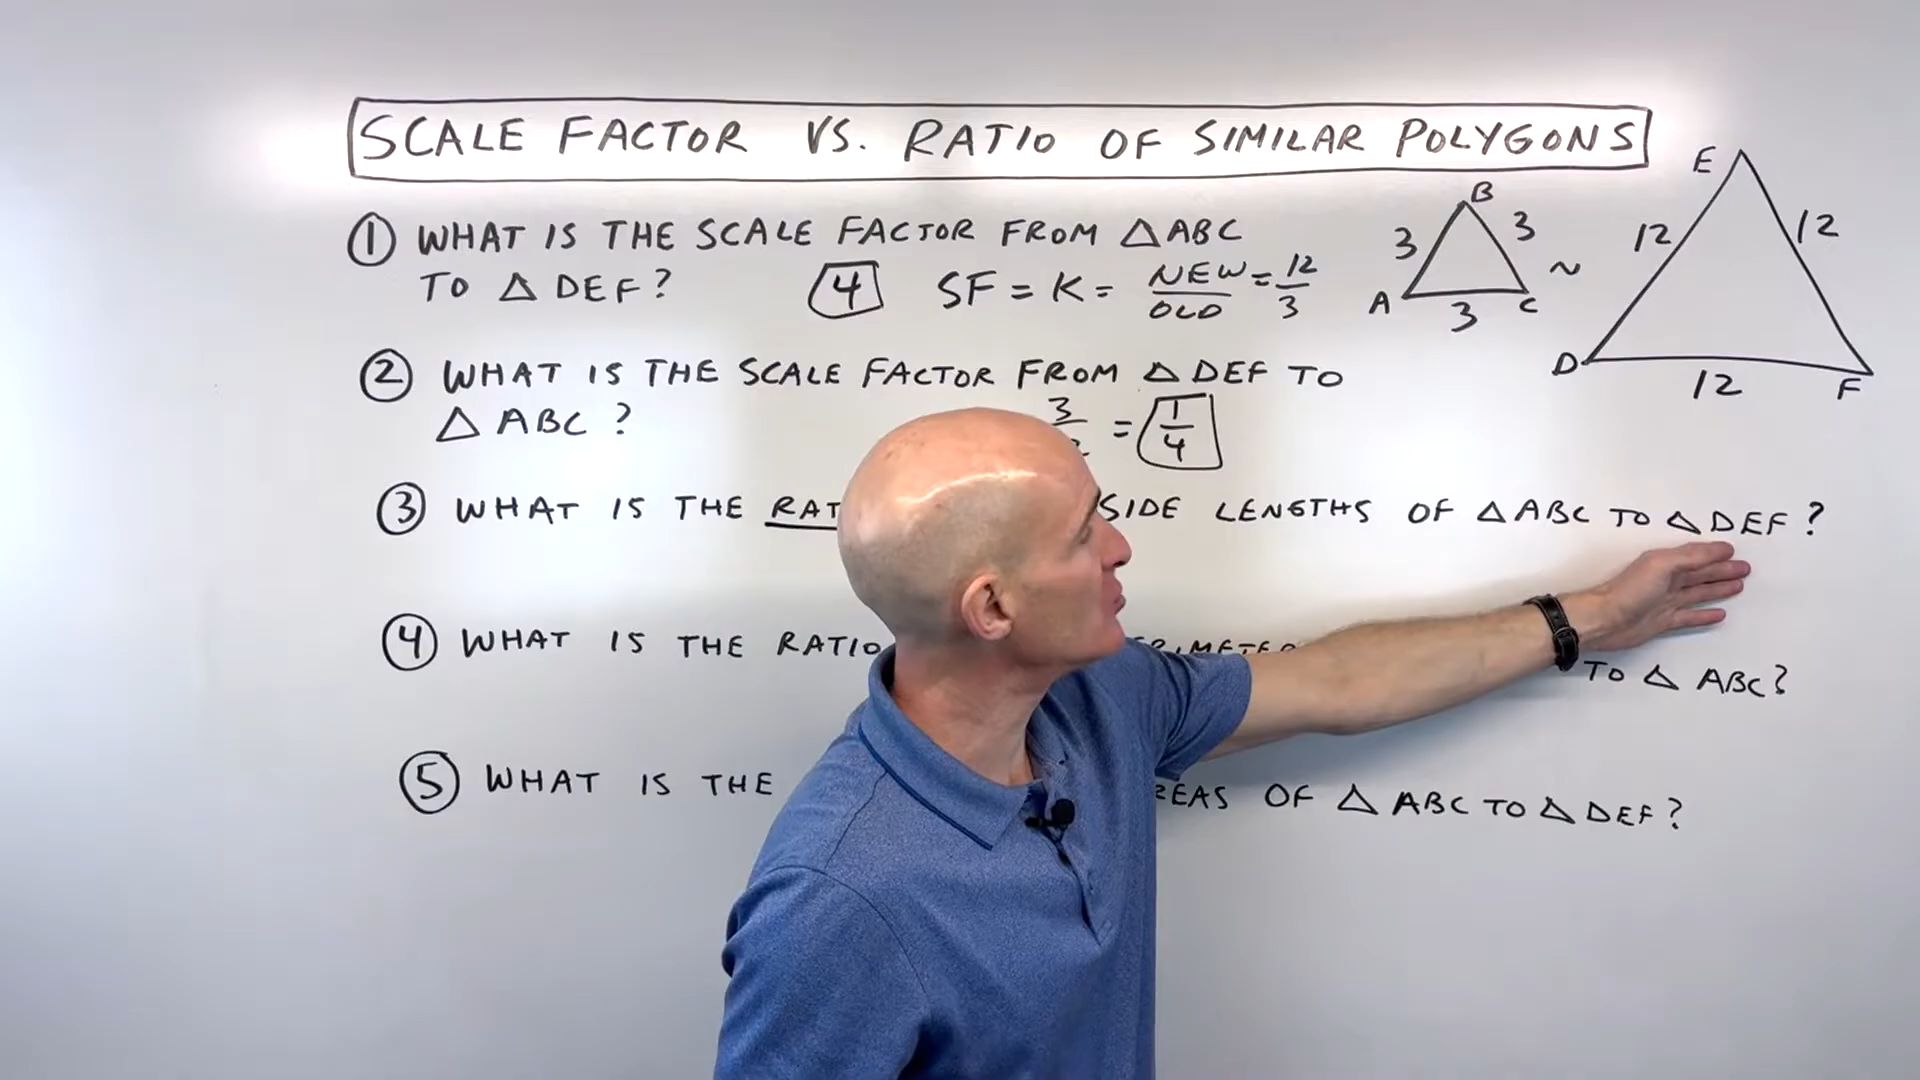 SCALE FACTOR VS. RATIO OF SIMILAR POLYGONS
① WHAT IS THE SCALE FACTOR FROM △ABC
TO △ DEF? 4 SF = K = NEW/OLD = 12/3
② WHAT IS THE SCALE FACTOR FROM △DEF TO
△ ABC? 3 = 1/4
③ WHAT IS THE SIDE LENGTHS OF △ABC TO △DEF?
④ WHAT IS THE RATIO
TO △ ABC?
⑤ WHAT IS THE OF △ ABC TO △ DEF?
B
3 3
A 3 C
~
E
12 12
D 12 F